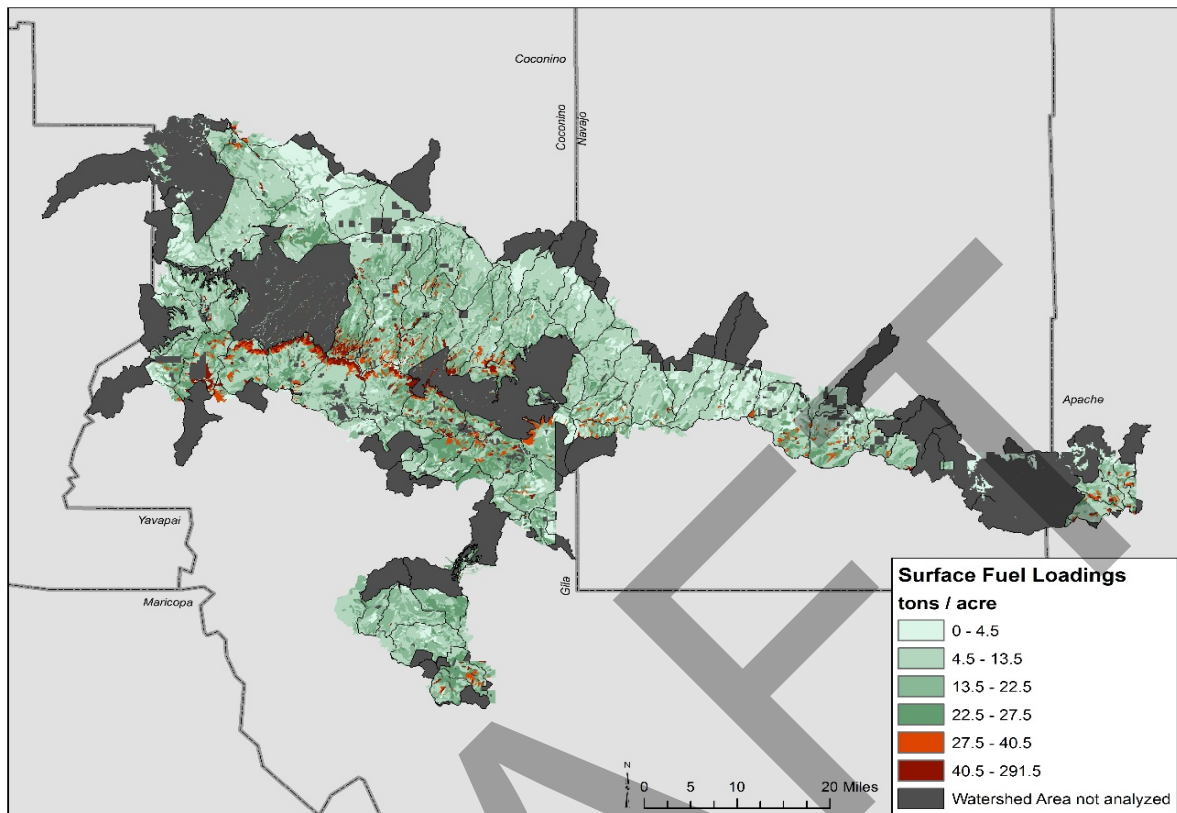 Coconino
Coconino
Navajo
Apache
Yavapai
Maricopa
Gila
Surface Fuel Loadings
tons / acre
0 - 4.5
4.5 - 13.5
13.5 - 22.5
22.5 - 27.5
27.5 - 40.5
40.5 - 291.5
Watershed Area not analyzed
N
0 5 10 20 Miles
AFT